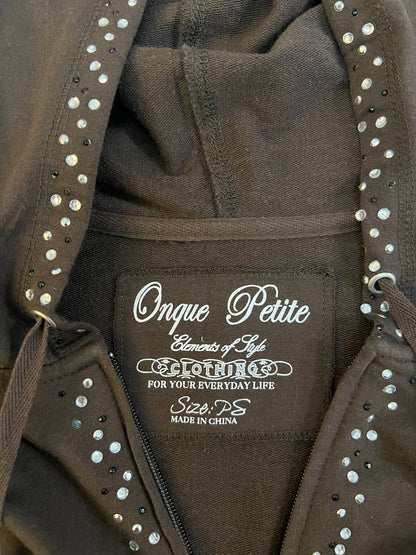 Onque Petite
Elements of Style
CLOTHING
FOR YOUR EVERYDAY LIFE
Size: PS
MADE IN CHINA